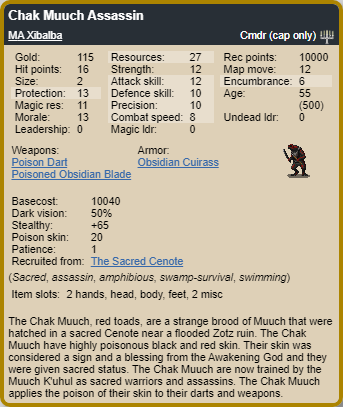 Chak Muuch Assassin
MA Xibalba Cmdr (cap only)
Gold: 115 Resources: 27 Rec points: 10000
Hit points: 16 Strength: 12 Map move: 12
Size: 2 Attack skill: 12 Encumbrance: 6
Protection: 13 Defence skill: 10 Age: 55
Magic res: 11 Precision: 10 (500)
Morale: 13 Combat speed: 8 Undead ldr: 0
Leadership: 0 Magic ldr: 0
Weapons: Armor:
Poison Dart Obsidian Cuirass
Poisoned Obsidian Blade
Basecost: 10040
Dark vision: 50%
Stealthy: +65
Poison skin: 20
Patience: 1
Recruited from: The Sacred Cenote
(Sacred, assassin, amphibious, swamp-survival, swimming)
Item slots: 2 hands, head, body, feet, 2 misc
The Chak Muuch, red toads, are a strange brood of Muuch that were
hatched in a sacred Cenote near a flooded Zotz ruin. The Chak
Muuch have highly poisonous black and red skin. Their skin was
considered a sign and a blessing from the Awakening God and they
were given sacred status. The Chak Muuch are now trained by the
Muuch K'uhul as sacred warriors and assassins. The Chak Muuch
applies the poison of their skin to their darts and weapons.